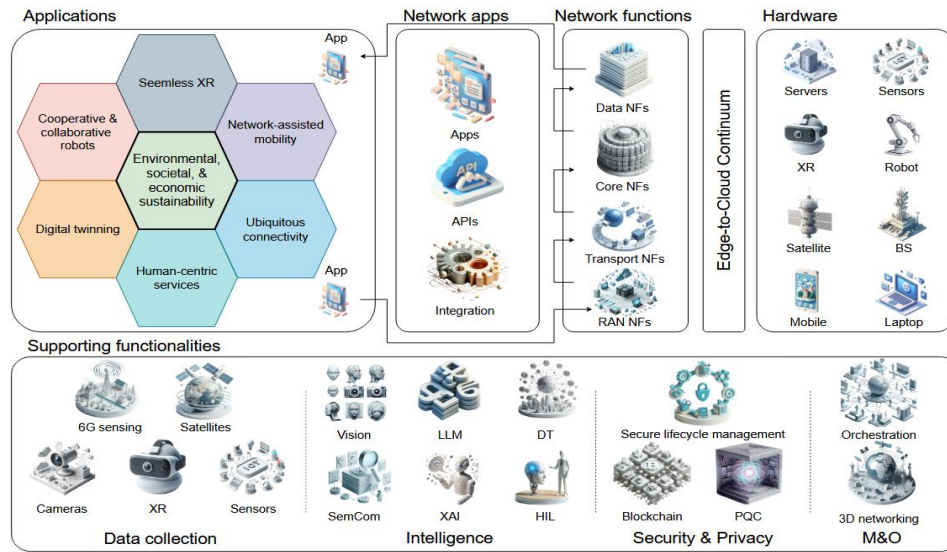 Applications
Network apps
Network functions
Hardware
App
Seemless XR
Cooperative &
collaborative
robots
Network-assisted
mobility
Environmental,
societal, &
economic
sustainability
Digital twinning
Ubiquitous
connectivity
Human-centric
services
App
Apps
API
APIs
Integration
Data NFs
Core NFs
Transport NFs
RAN NFs
Edge-to-Cloud Continuum
Servers
Sensors
XR
Robot
Satellite
BS
Mobile
Laptop
Supporting functionalities
6G sensing
Satellites
Cameras
XR
Sensors
Data collection
Vision
LLM
DT
SemCom
XAI
HIL
Intelligence
Secure lifecycle management
Blockchain
PQC
Security & Privacy
Orchestration
3D networking
M&O